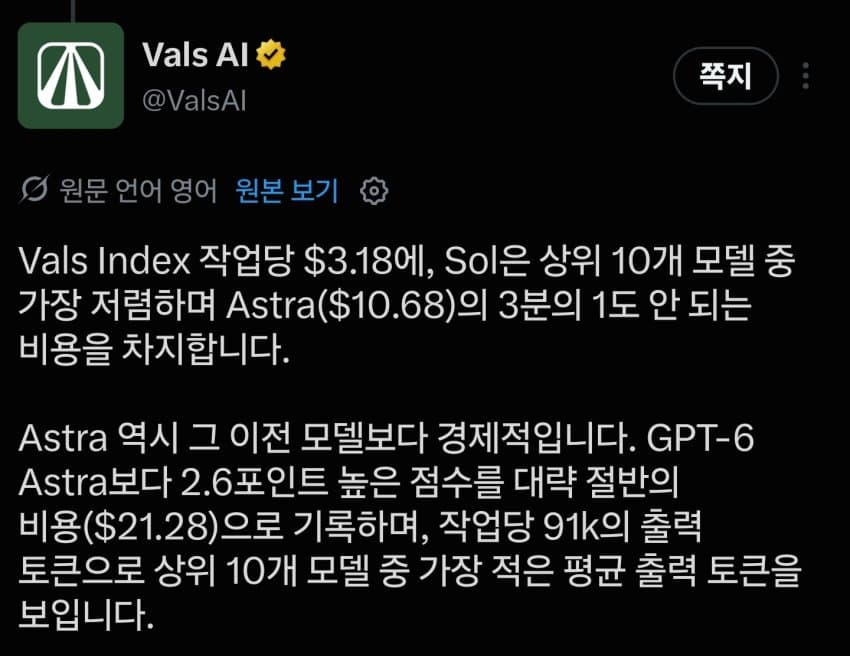 Vals AI
@ValsAI
쪽지
원문 언어 영어 원본 보기
Vals Index 작업당 $3.18에, Sol은 상위 10개 모델 중
가장 저렴하며 Astra($10.68)의 3분의 1도 안 되는
비용을 차지합니다.
Astra 역시 그 이전 모델보다 경제적입니다. GPT-6
Astra보다 2.6포인트 높은 점수를 대략 절반의
비용($21.28)으로 기록하며, 작업당 91k의 출력
토큰으로 상위 10개 모델 중 가장 적은 평균 출력 토큰을
보입니다.